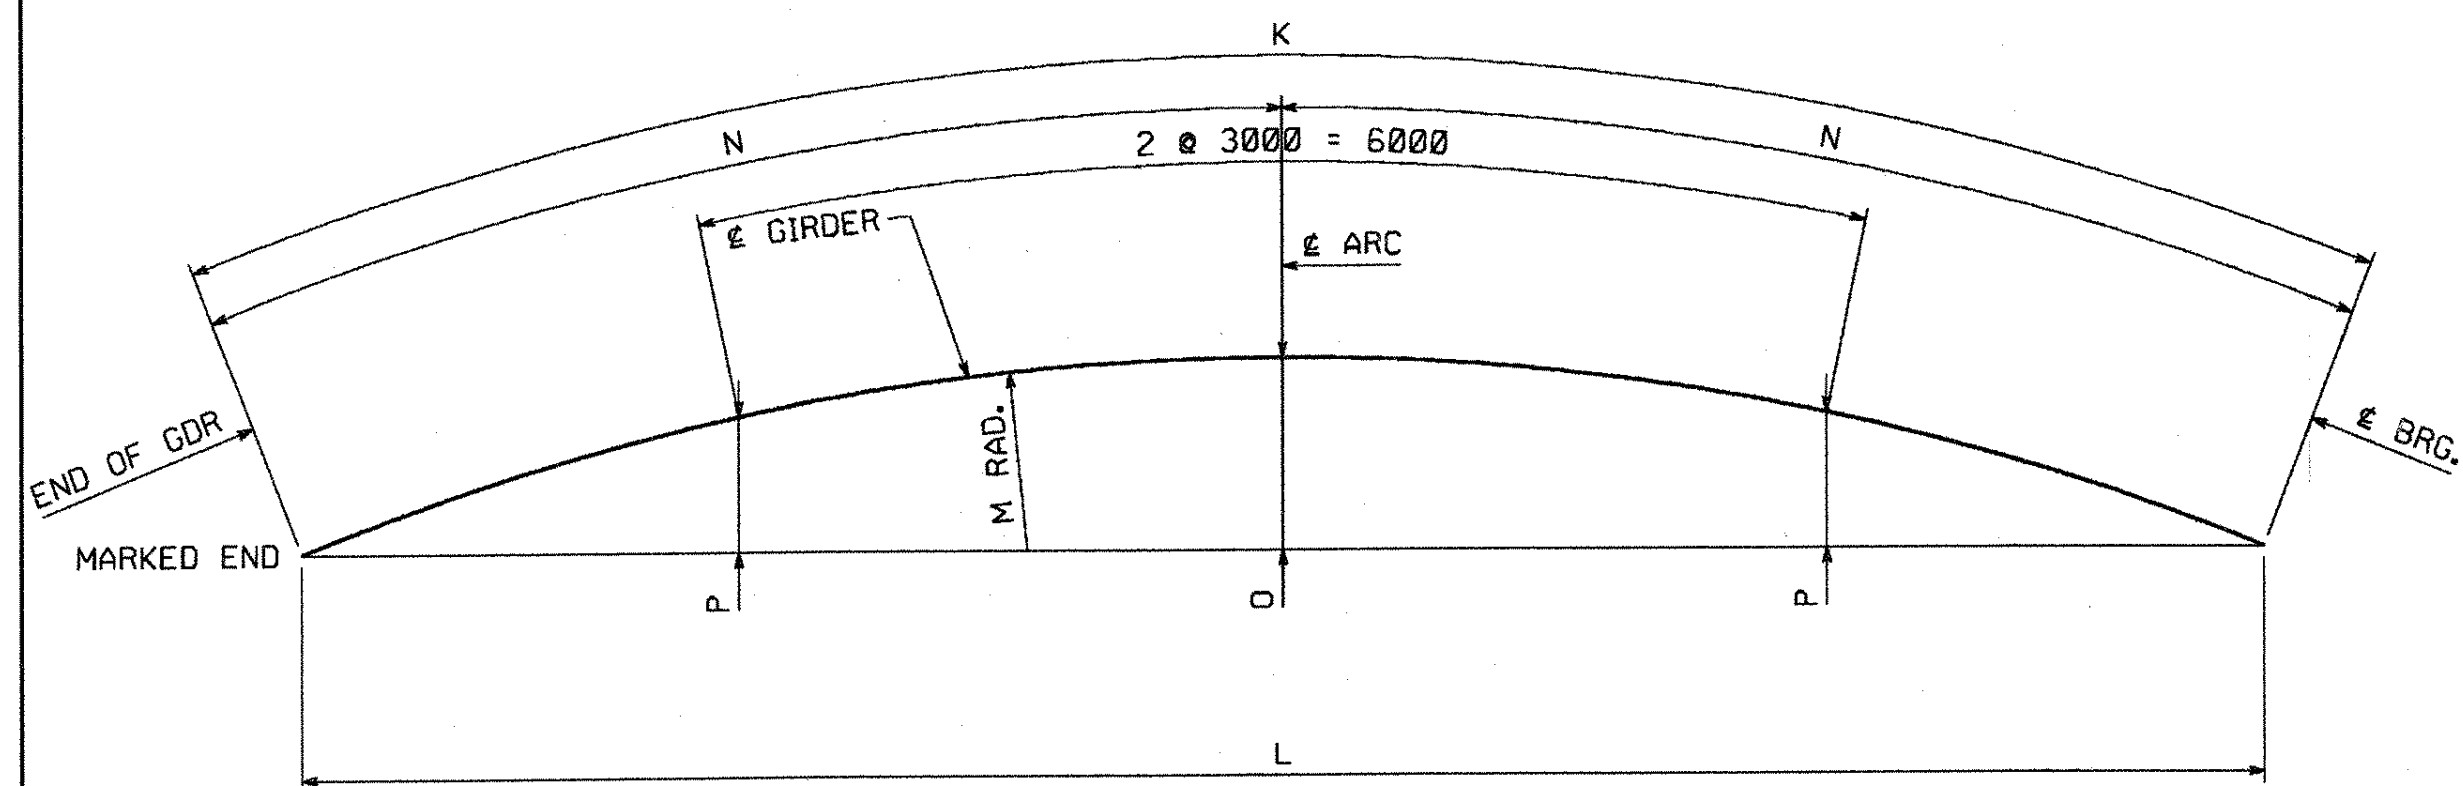 K
N
2 @ 3000 = 6000
N
℄ GIRDER
℄ ARC
END OF GDR
M RAD.
℄ BRG.
MARKED END
P
O
P
L